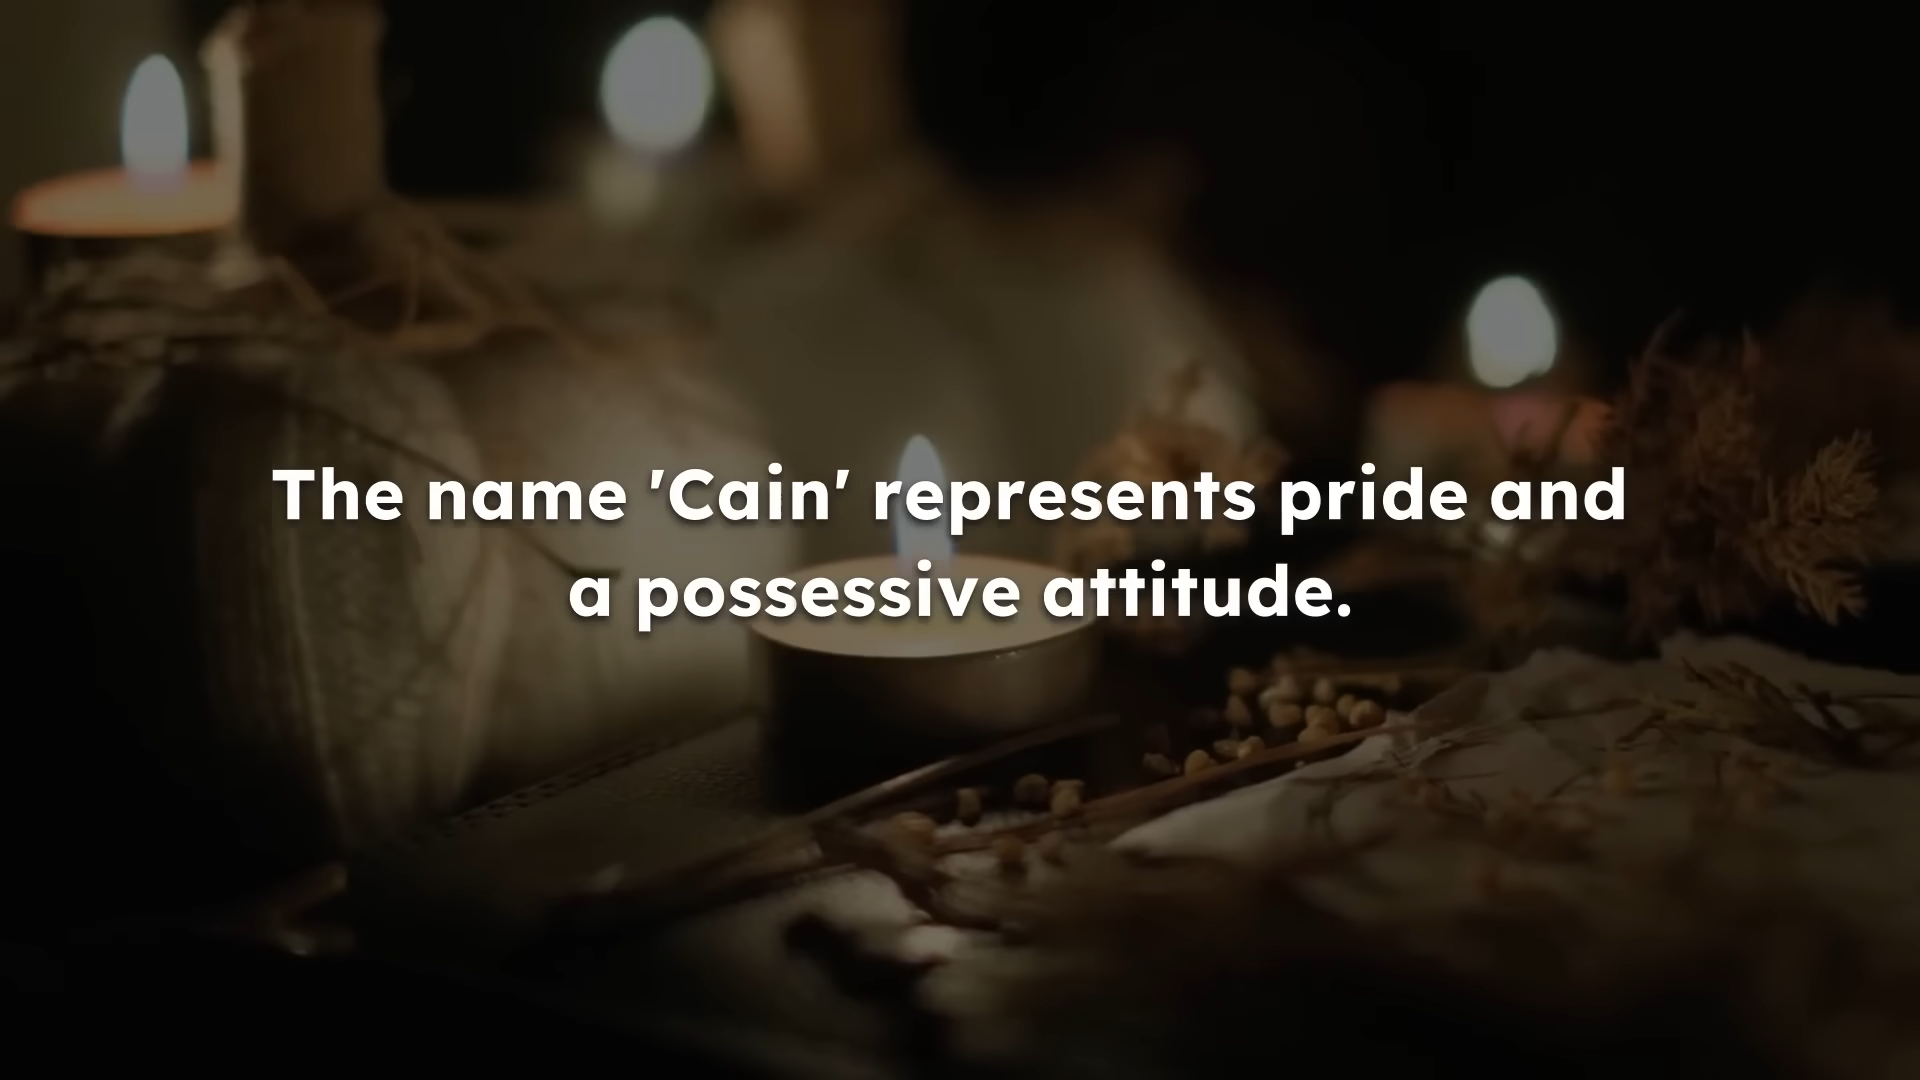 The name 'Cain' represents pride and
a possessive attitude.